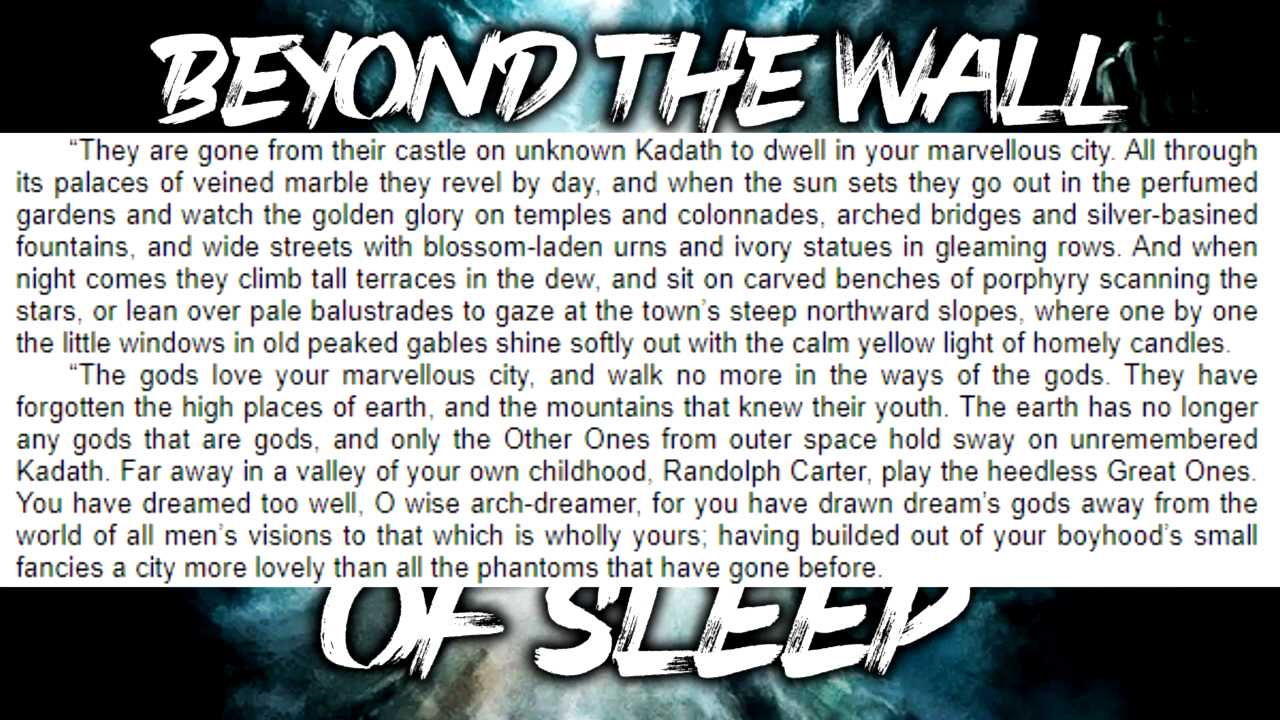 BEYOND THE WALL
“They are gone from their castle on unknown Kadath to dwell in your marvellous city. All through
its palaces of veined marble they revel by day, and when the sun sets they go out in the perfumed
gardens and watch the golden glory on temples and colonnades, arched bridges and silver-basined
fountains, and wide streets with blossom-laden urns and ivory statues in gleaming rows. And when
night comes they climb tall terraces in the dew, and sit on carved benches of porphyry scanning the
stars, or lean over pale balustrades to gaze at the town’s steep northward slopes, where one by one
the little windows in old peaked gables shine softly out with the calm yellow light of homely candles.
“The gods love your marvellous city, and walk no more in the ways of the gods. They have
forgotten the high places of earth, and the mountains that knew their youth. The earth has no longer
any gods that are gods, and only the Other Ones from outer space hold sway on unremembered
Kadath. Far away in a valley of your own childhood, Randolph Carter, play the heedless Great Ones.
You have dreamed too well, O wise arch-dreamer, for you have drawn dream’s gods away from the
world of all men’s visions to that which is wholly yours; having builded out of your boyhood’s small
fancies a city more lovely than all the phantoms that have gone before.
OF SLEEP